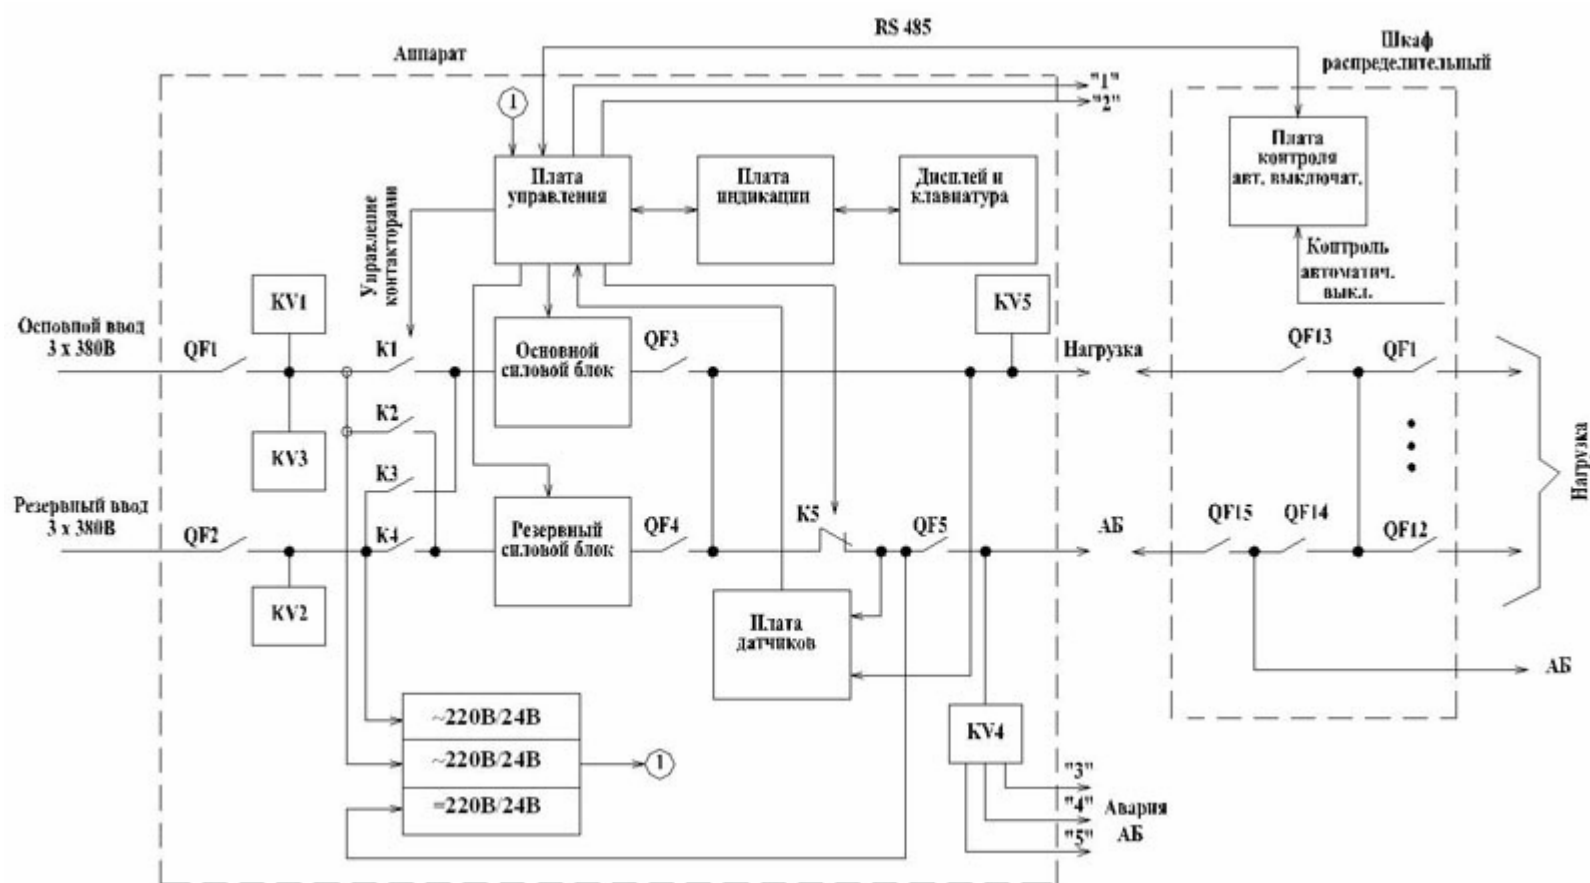 RS 485
Аппарат
Шкаф
распределительный
"1"
"2"
1
Плата
управления
Плата
индикации
Дисплей и
клавиатура
Плата
контроля
авт. выключат.
Управление
контакторами
Контроль
автоматич.
выкл.
KV1
KV5
Основной ввод
3 x 380В
QF1
K1
Основной
силовой блок
QF3
Нагрузка
QF13
QF1
K2
KV3
K3
Нагрузка
Резервный ввод
3 x 380В
QF2
K4
Резервный
силовой блок
QF4
K5
QF5
АБ
QF15
QF14
QF12
KV2
Плата
датчиков
АБ
~220В/24В
~220В/24В
=220В/24В
1
KV4
"3"
"4"
"5"
Авария
АБ